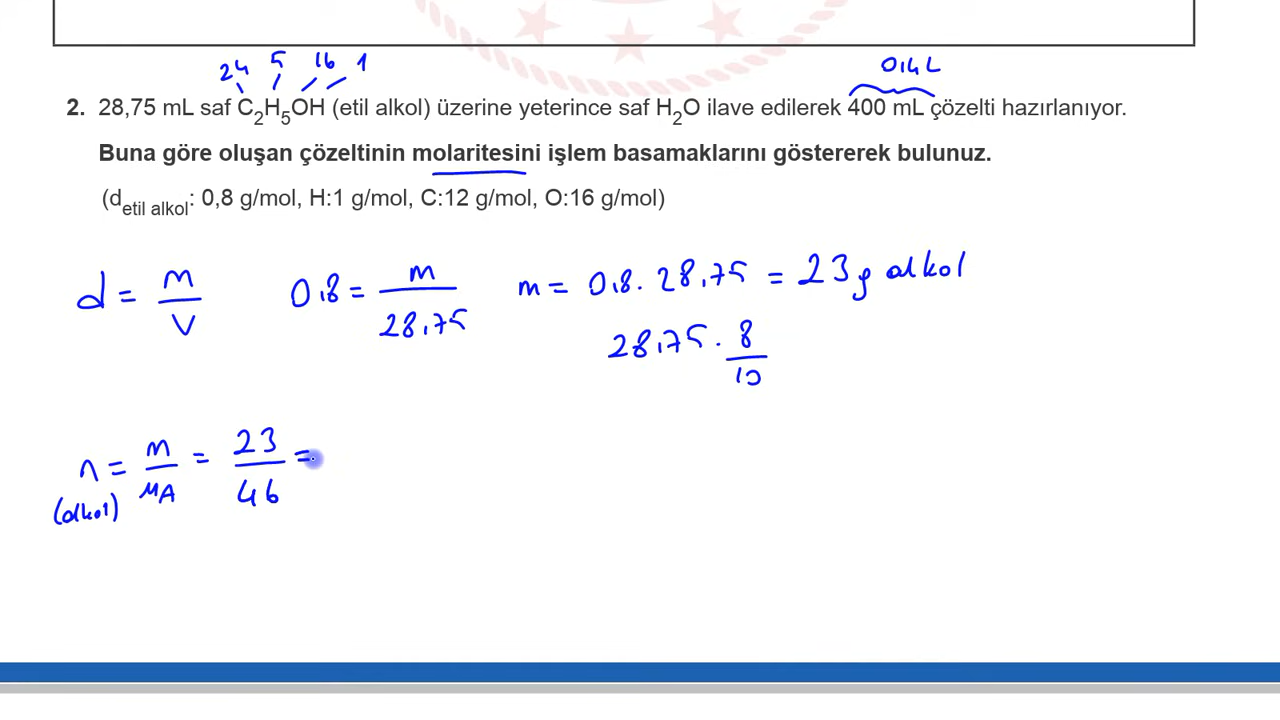 24 5 16 1 0,4 L
2. 28,75 mL saf C2H5OH (etil alkol) üzerine yeterince saf H2O ilave edilerek 400 mL çözelti hazırlanıyor.
Buna göre oluşan çözeltinin molaritesini işlem basamaklarını göstererek bulunuz.
(detil alkol: 0,8 g/mol, H:1 g/mol, C:12 g/mol, O:16 g/mol)
d = m/V 0,8 = m/28,75 m = 0,8 . 28,75 = 23 g alkol
28,75 . 8/10
n = m/MA = 23/46 =
(alkol)